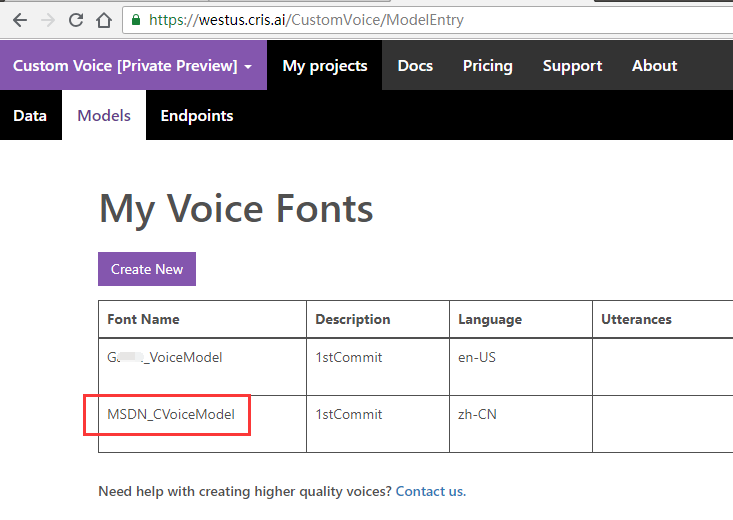 https://westus.cris.ai/CustomVoice/ModelEntry
Custom Voice [Private Preview] My projects Docs Pricing Support About
Data Models Endpoints
My Voice Fonts
Create New
Font Name Description Language Utterances
_VoiceModel 1stCommit en-US
MSDN_CVoiceModel 1stCommit zh-CN
Need help with creating higher quality voices? Contact us.